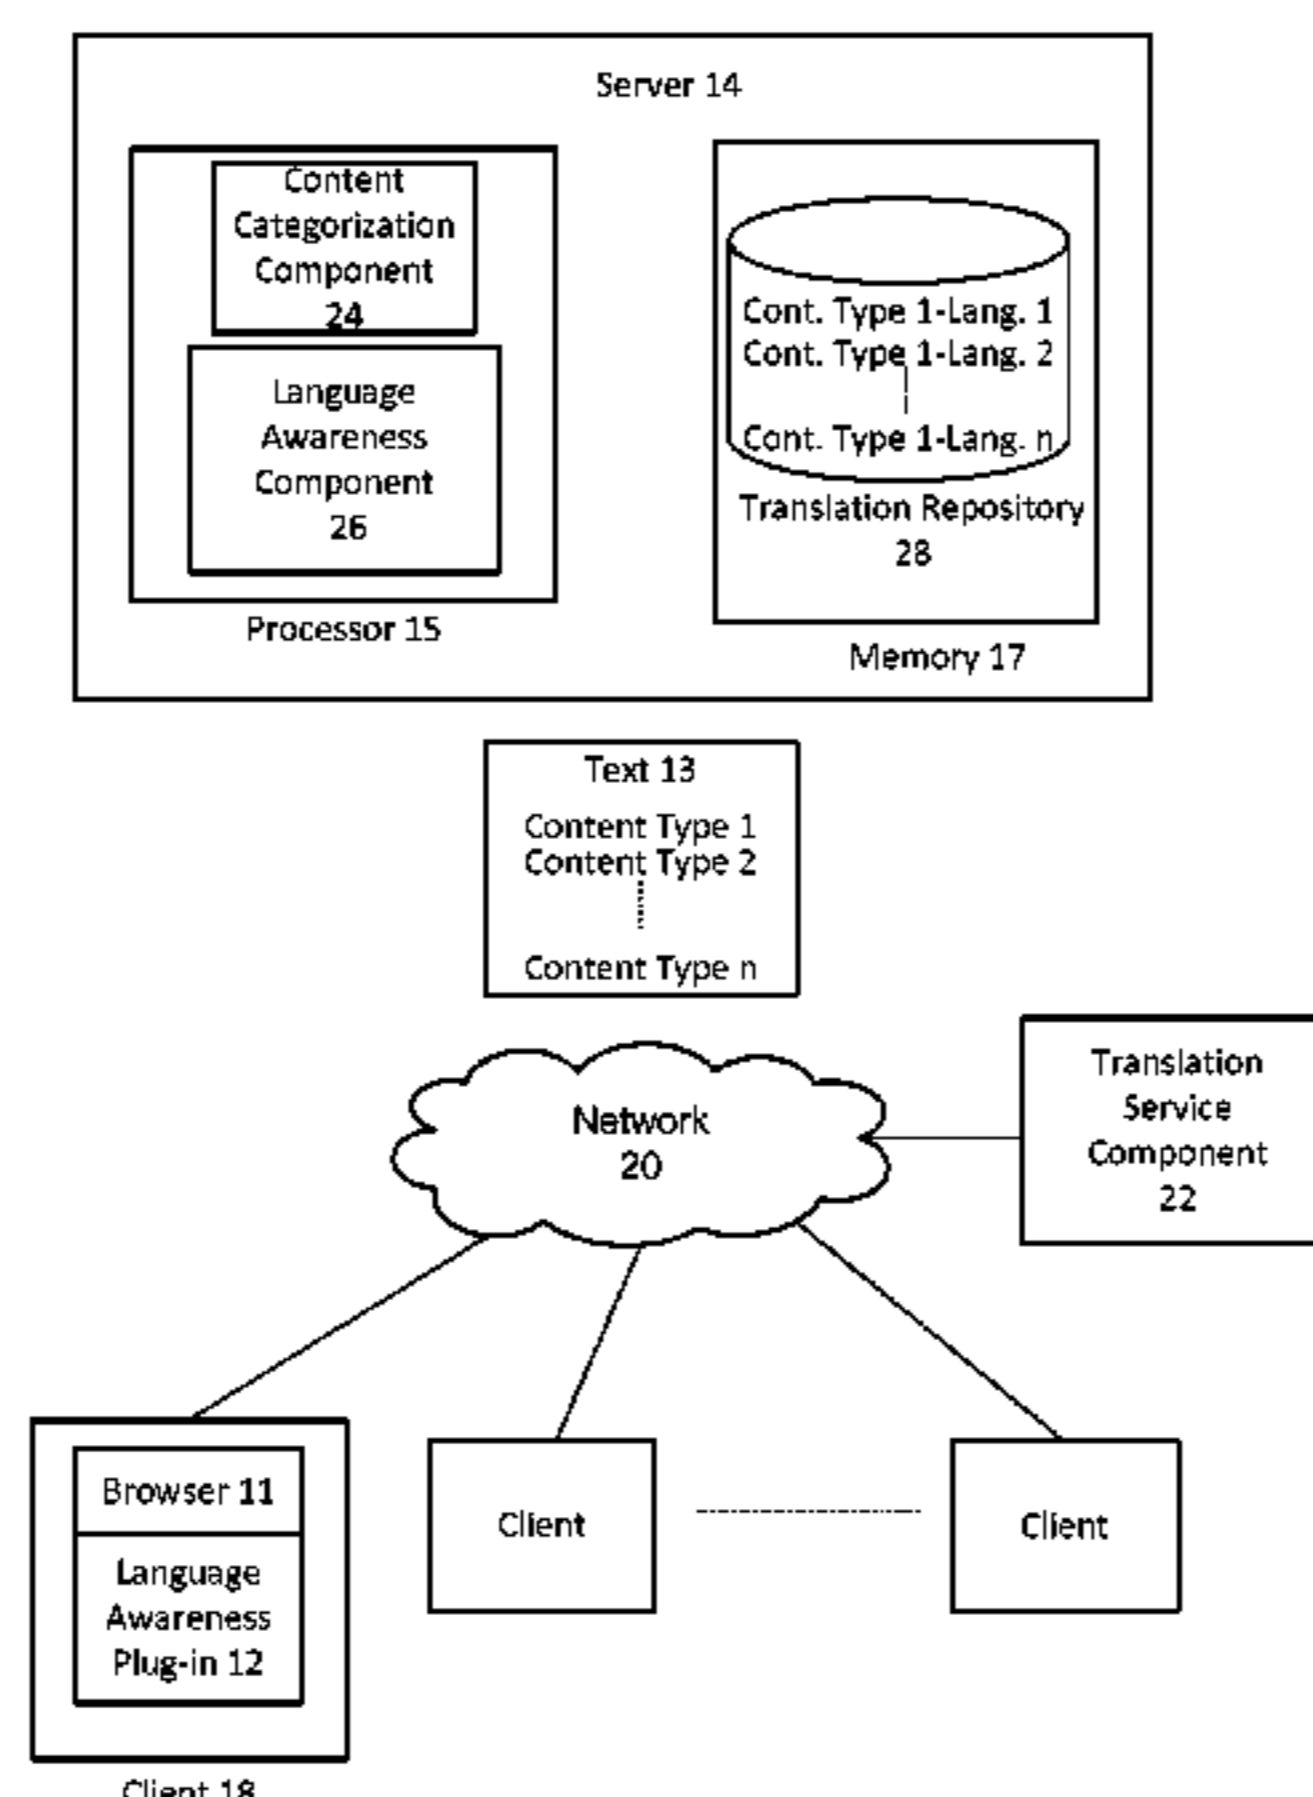 Server 14
Content
Categorization
Component
24
Language
Awareness
Component
26
Processor 15
Cont. Type 1-Lang. 1
Cont. Type 1-Lang. 2
Cont. Type 1-Lang. n
Translation Repository
28
Memory 17
Text 13
Content Type 1
Content Type 2
Content Type n
Network
20
Translation
Service
Component
22
Browser 11
Language
Awareness
Plug-in 12
Client 18
Client
Client